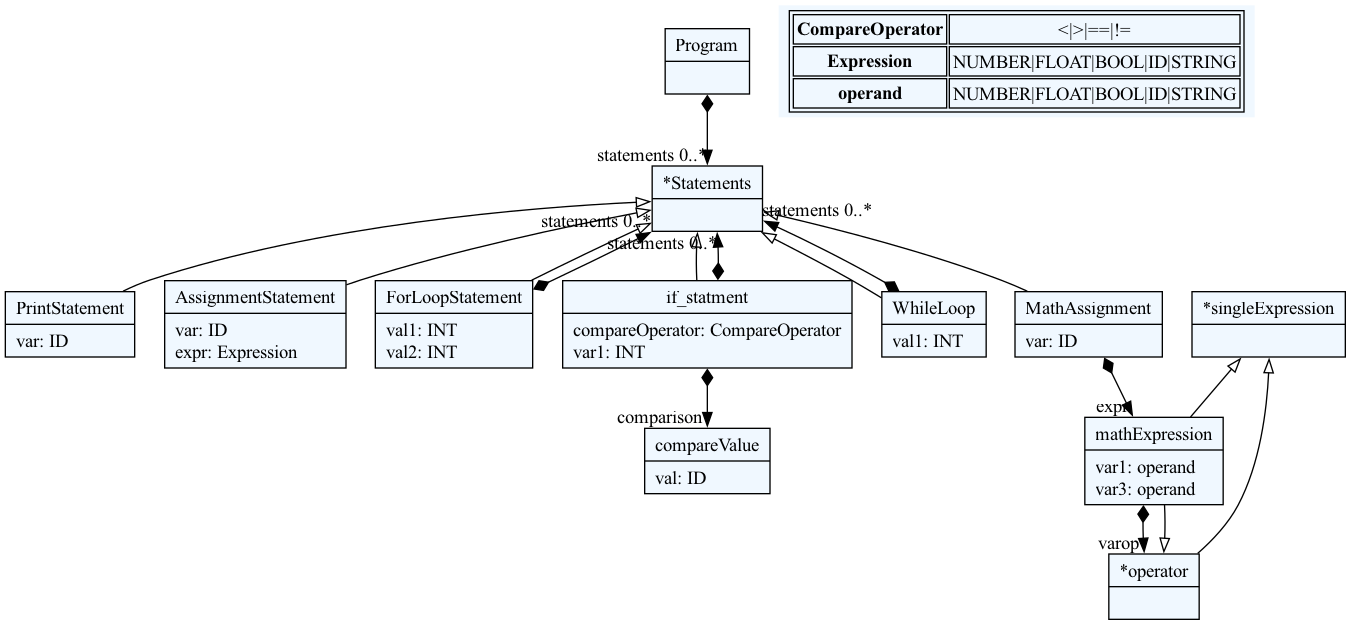 CompareOperator <|>|==|!=
Expression NUMBER|FLOAT|BOOL|ID|STRING
operand NUMBER|FLOAT|BOOL|ID|STRING
Program
statements 0..*
*Statements
statements 0..*
statements 0..*
statements 0..*
PrintStatement
var: ID
AssignmentStatement
var: ID
expr: Expression
ForLoopStatement
val1: INT
val2: INT
if_statment
compareOperator: CompareOperator
var1: INT
WhileLoop
val1: INT
MathAssignment
var: ID
*singleExpression
comparison
compareValue
val: ID
expr
mathExpression
var1: operand
var3: operand
varop
*operator